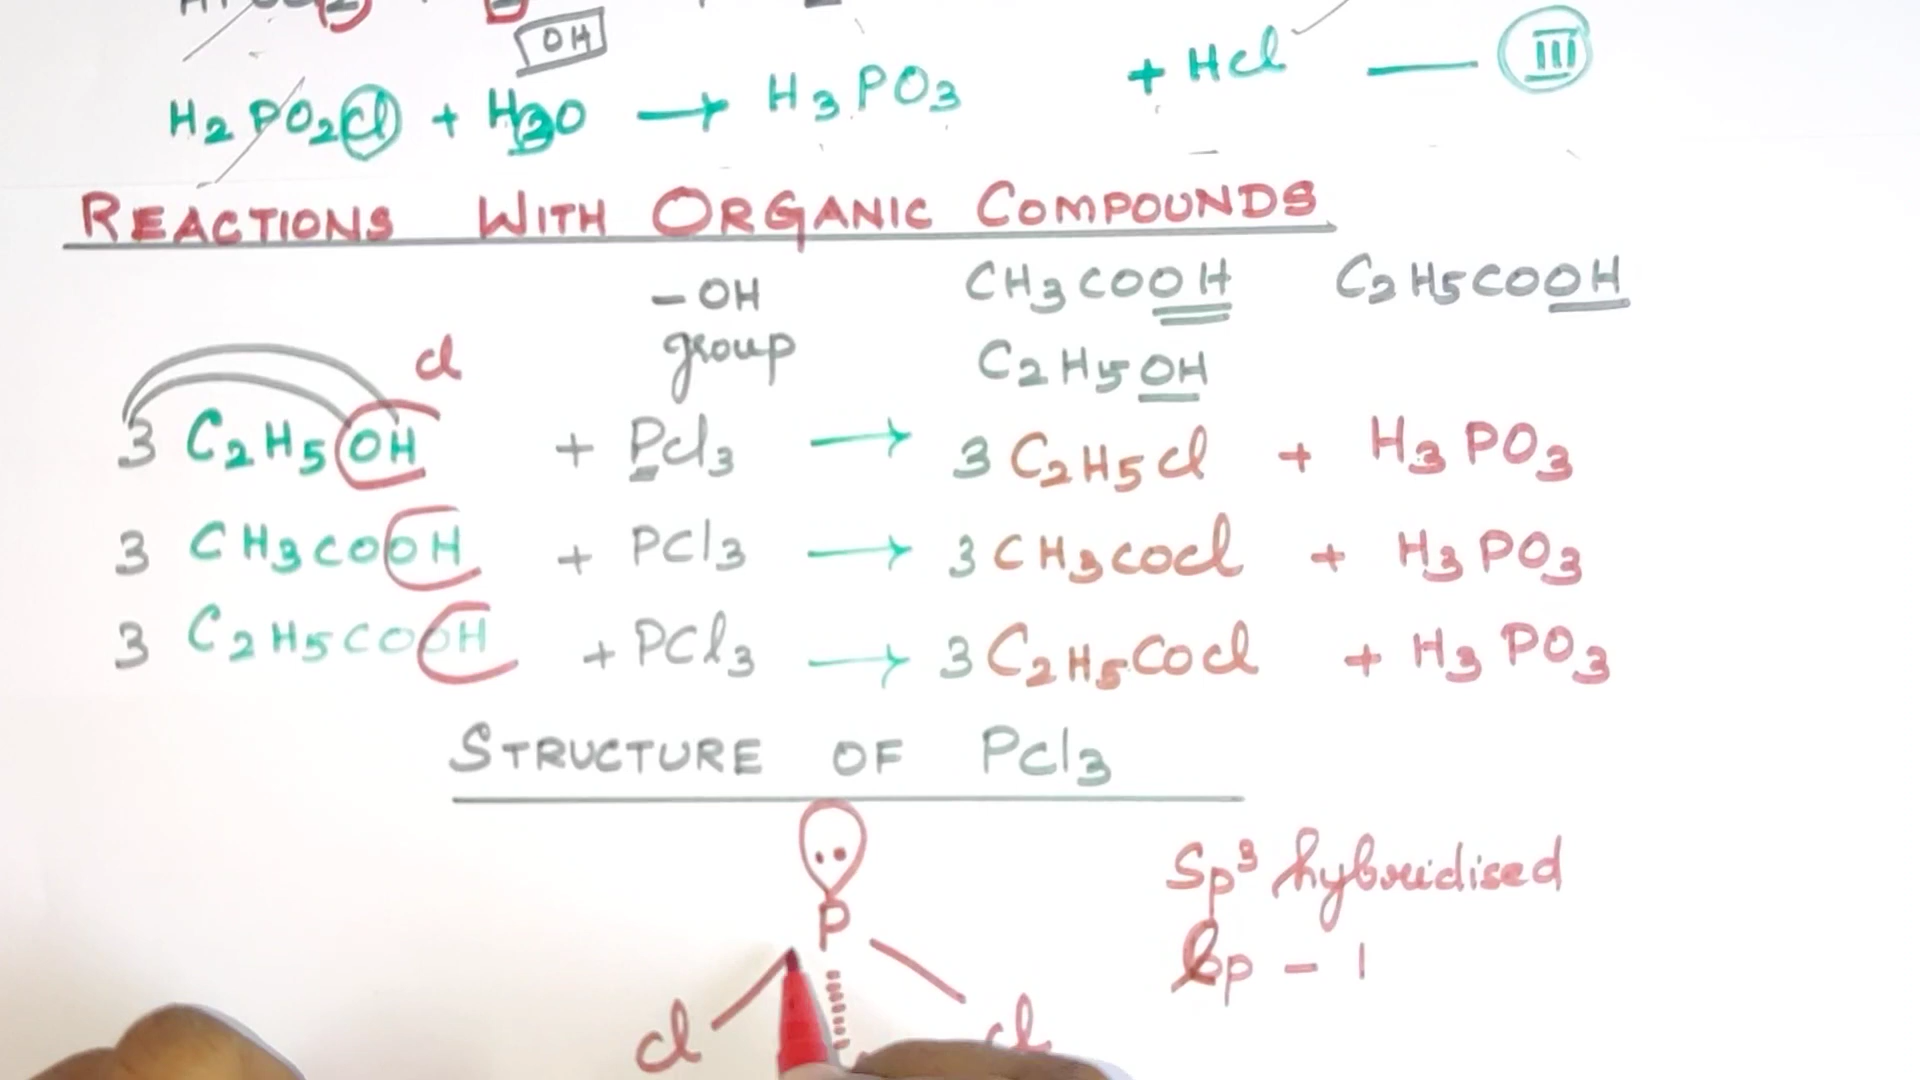 OH
H2PO2Cl + H2O → H3PO3 + HCl — III
REACTIONS WITH ORGANIC COMPOUNDS
-OH group
CH3COOH C2H5COOH
C2H5OH
Cl
3 C2H5OH + PCl3 → 3 C2H5Cl + H3PO3
3 CH3COOH + PCl3 → 3 CH3COCl + H3PO3
3 C2H5COOH + PCl3 → 3 C2H5COCl + H3PO3
STRUCTURE OF PCl3
P
Cl Cl
Sp3 hybridised
lp - 1